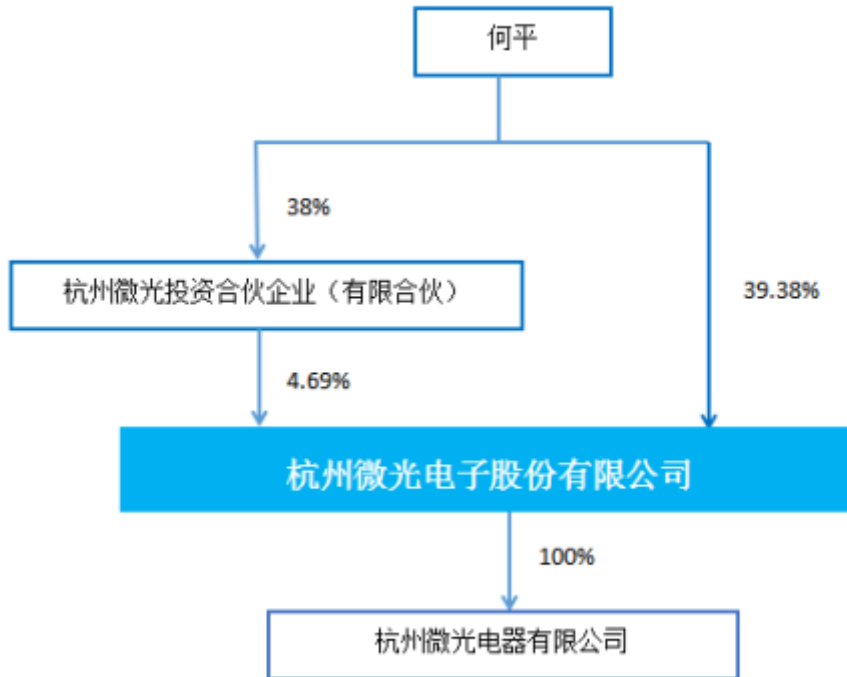 何平
38%
杭州微光投资合伙企业（有限合伙）
39.38%
4.69%
杭州微光电子股份有限公司
100%
杭州微光电器有限公司